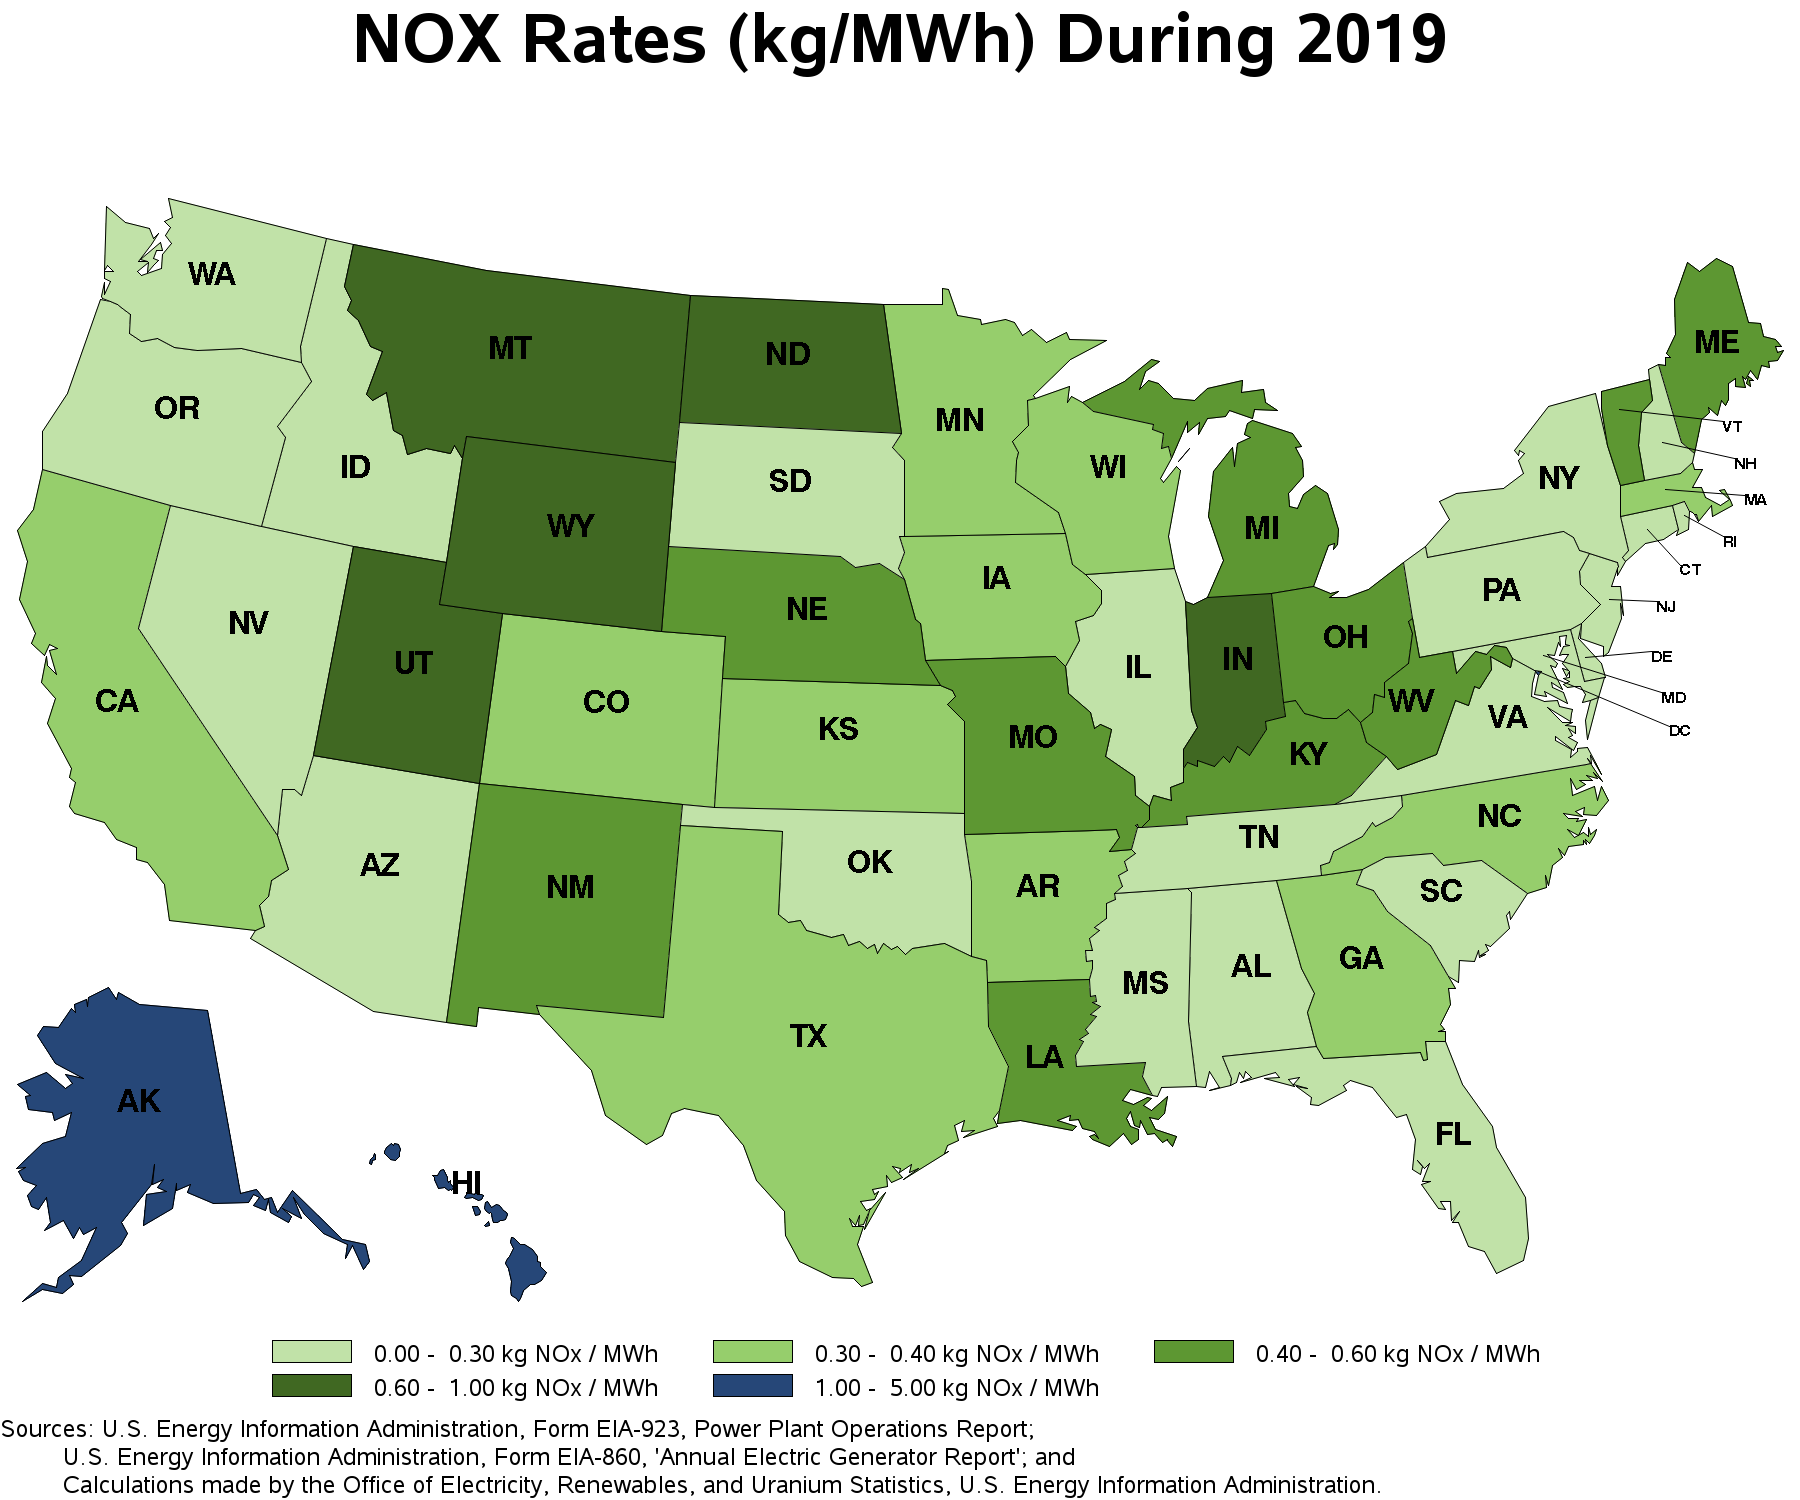 NOX Rates (kg/MWh) During 2019
WA
MT
ND
ME
OR
MN
VT
ID
SD
WI
NY
NH
MA
WY
MI
RI
CT
IA
PA
NE
NJ
NV
OH
UT
IL
IN
DE
CA
CO
WV
MD
VA
KS
MO
DC
KY
NC
TN
AZ
OK
NM
AR
SC
GA
MS
AL
TX
LA
AK
FL
HI
0.00 - 0.30 kg NOx / MWh
0.30 - 0.40 kg NOx / MWh
0.40 - 0.60 kg NOx / MWh
0.60 - 1.00 kg NOx / MWh
1.00 - 5.00 kg NOx / MWh
Sources: U.S. Energy Information Administration, Form EIA-923, Power Plant Operations Report;
U.S. Energy Information Administration, Form EIA-860, 'Annual Electric Generator Report'; and
Calculations made by the Office of Electricity, Renewables, and Uranium Statistics, U.S. Energy Information Administration.